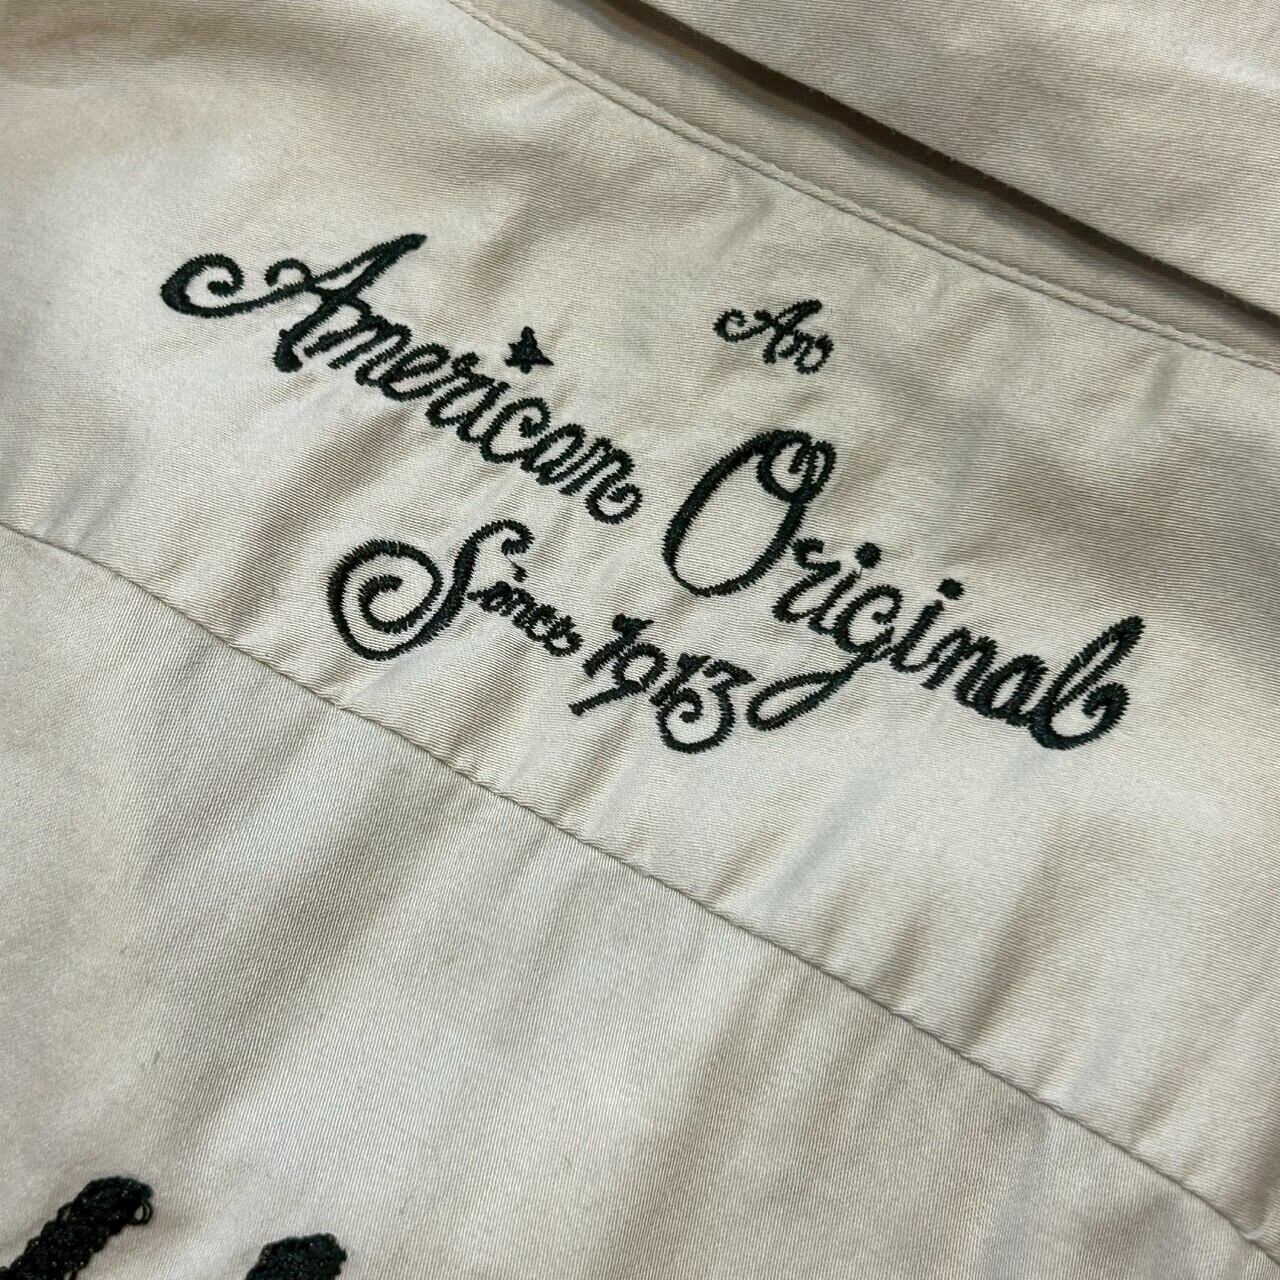 An
American Original
Since 1913